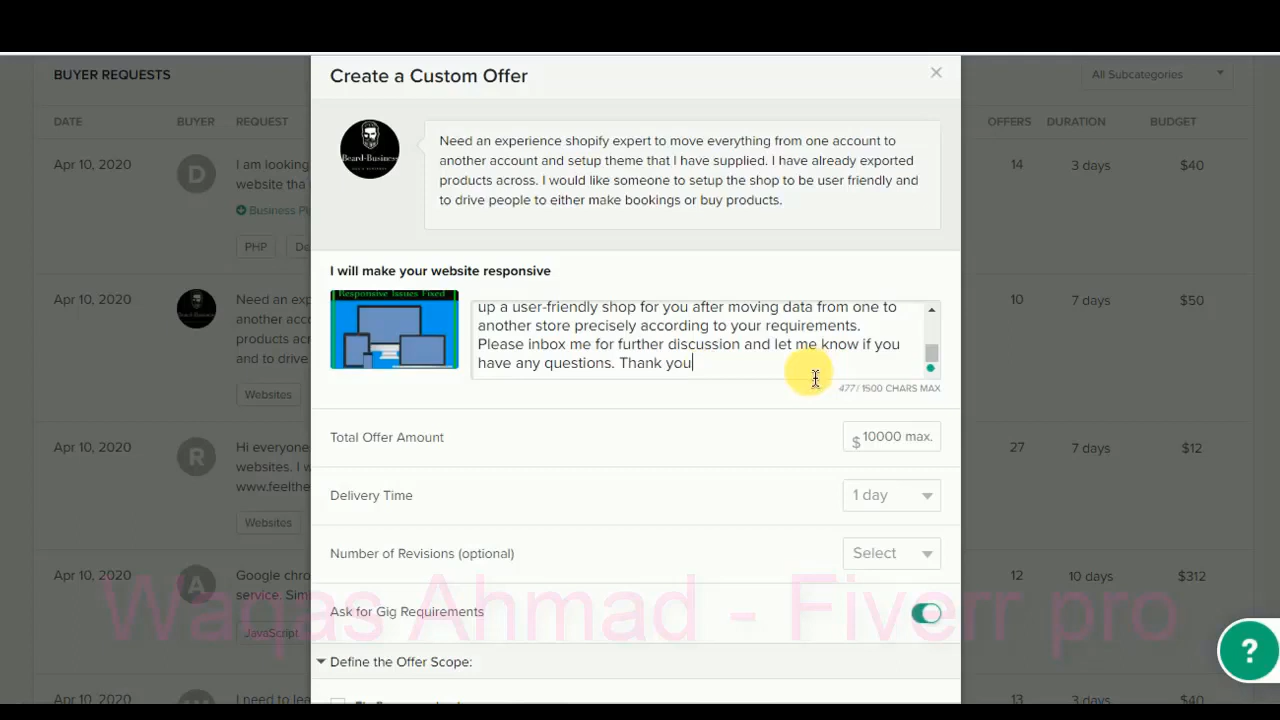 Create a Custom Offer
BUYER REQUESTS
All Subcategories
DATE BUYER REQUEST OFFERS DURATION BUDGET
Apr 10, 2020
D
I am looking
website tha
Business Pl
PHP
14 3 days $40
Beard-Business
Need an experience shopify expert to move everything from one account to
another account and setup theme that I have supplied. I have already exported
products across. I would like someone to setup the shop to be user friendly and
to drive people to either make bookings or buy products.
I will make your website responsive
Responsive Issues Fixed
up a user-friendly shop for you after moving data from one to
another store precisely according to your requirements.
Please inbox me for further discussion and let me know if you
have any questions. Thank you
477 / 1500 CHARS MAX
Apr 10, 2020
Need an exp
another acco
products acr
and to drive
Websites
10 7 days $50
Total Offer Amount
$ 10000 max.
Apr 10, 2020
R
Hi everyone
websites. I w
www.feelthe
Websites
27 7 days $12
Delivery Time
1 day
Number of Revisions (optional)
Select
Apr 10, 2020
A
Google chro
service. Sim
JavaScript
12 10 days $312
Ask for Gig Requirements
Waqas Ahmad - Fiverr pro
?
Define the Offer Scope:
Apr 10, 2020
I need to lea
13 3 days $40